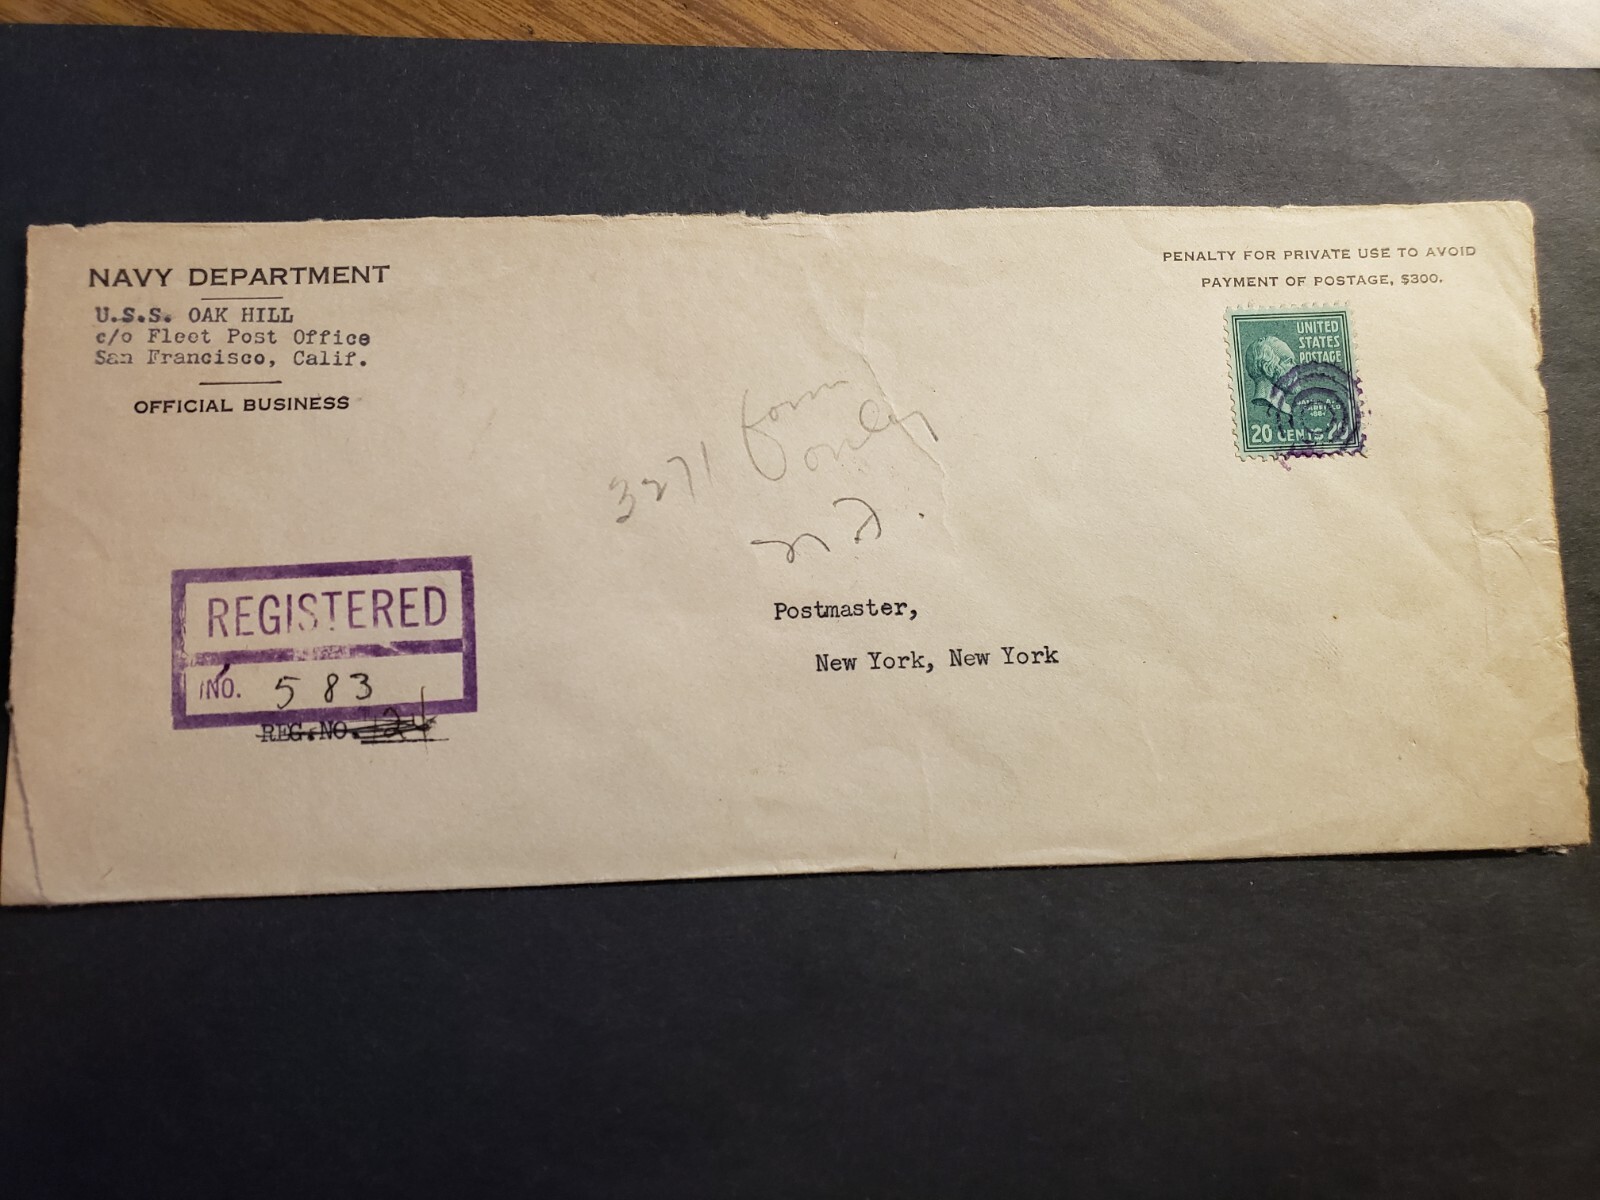 NAVY DEPARTMENT
U.S.S. OAK HILL
c/o Fleet Post Office
San Francisco, Calif.
OFFICIAL BUSINESS
PENALTY FOR PRIVATE USE TO AVOID
PAYMENT OF POSTAGE, $300.
UNITED
STATES
POSTAGE
20 CENTS 20
3271 form
only
REGISTERED
NO. 583
REG. NO.
Postmaster,
New York, New York